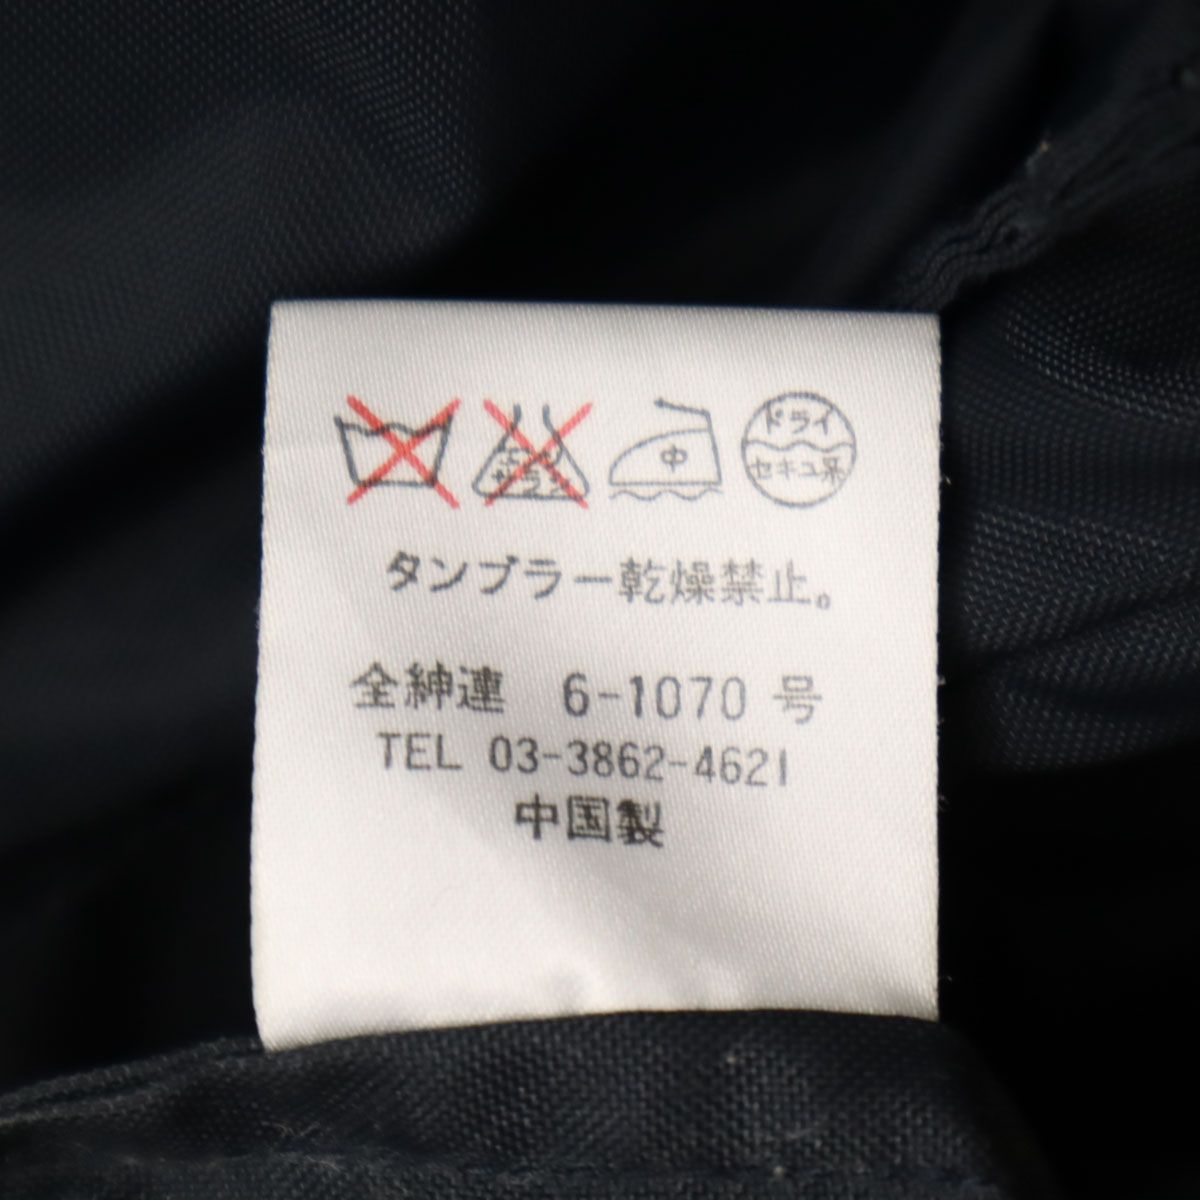 エンソサラシ
中
ドライ
セキユ系
タンブラー乾燥禁止。
全紳連 6-1070 号
TEL 03-3862-4621
中国製